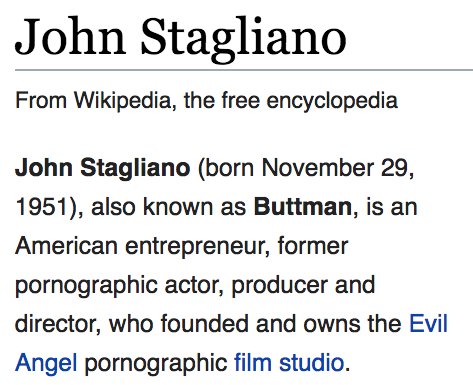 John Stagliano
From Wikipedia, the free encyclopedia
John Stagliano (born November 29,
1951), also known as Buttman, is an
American entrepreneur, former
pornographic actor, producer and
director, who founded and owns the Evil
Angel pornographic film studio.